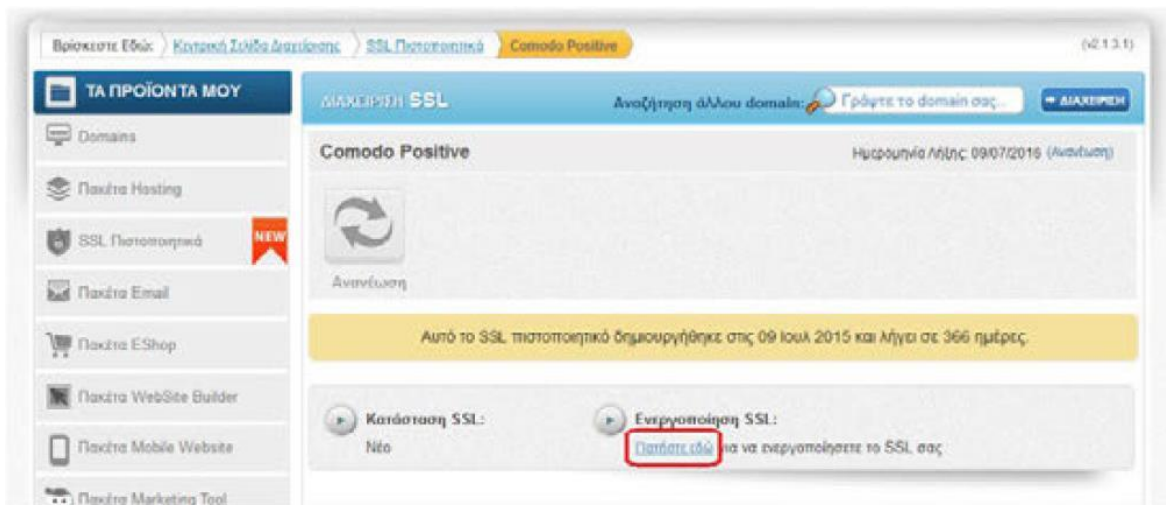 Βρίσκεστε Εδώ: Κεντρική Σελίδα Διαχείρισης SSL Πιστοποιητικά Comodo Positive (v2.1.3.1)
ΤΑ ΠΡΟΪΟΝΤΑ ΜΟΥ
Domains
Πακέτα Hosting
SSL Πιστοποιητικά NEW
Πακέτα Email
Πακέτα EShop
Πακέτα WebSite Builder
Πακέτα Mobile Website
Πακέτα Marketing Tool
ΔΙΑΧΕΙΡΙΣΗ SSL Αναζήτηση άλλου domain: Γράψτε το domain σας... ΔΙΑΧΕΙΡΙΣΗ
Comodo Positive Ημερομηνία Λήξης: 09/07/2016 (Ανανέωση)
Ανανέωση
Αυτό το SSL πιστοποιητικό δημιουργήθηκε στις 09 Ιουλ 2015 και λήγει σε 366 ημέρες.
Κατάσταση SSL: Ενεργοποίηση SSL:
Νέο Πατήστε εδώ για να ενεργοποιήσετε το SSL σας